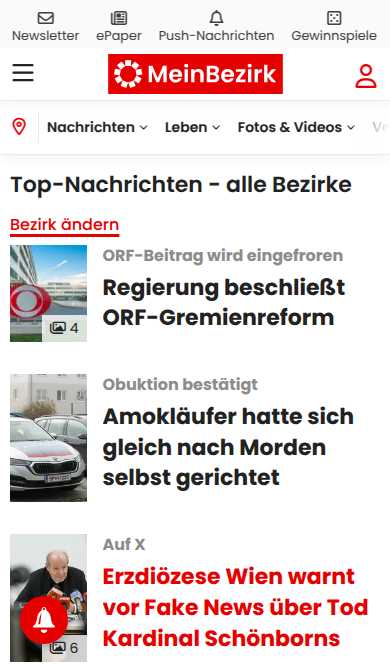 Newsletter ePaper Push-Nachrichten Gewinnspiele
MeinBezirk
Nachrichten Leben Fotos & Videos
Top-Nachrichten - alle Bezirke
Bezirk ändern
ORF-Beitrag wird eingefroren
Regierung beschließt
ORF-Gremienreform
4
Obuktion bestätigt
Amokläufer hatte sich
gleich nach Morden
selbst gerichtet
Auf X
Erzdiözese Wien warnt
vor Fake News über Tod
Kardinal Schönborns
6